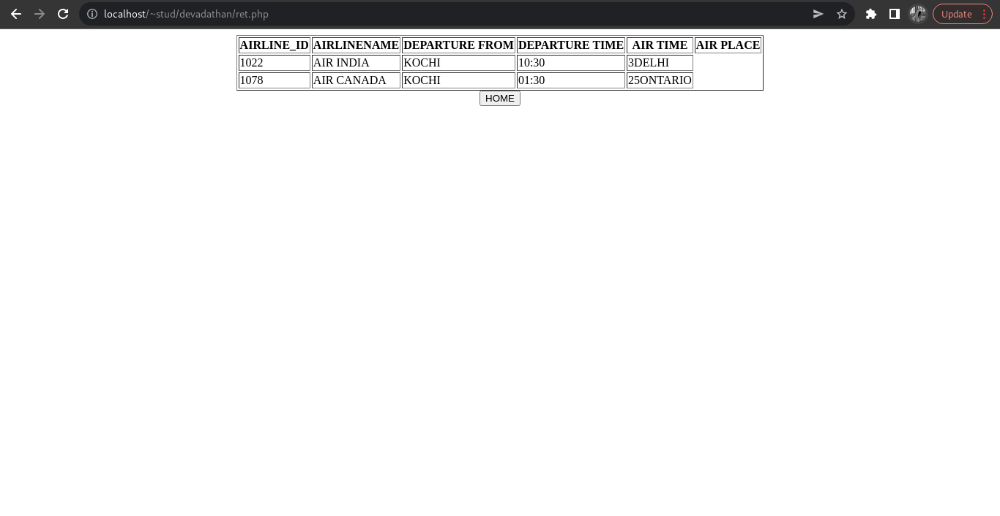 localhost/~stud/devadathan/ret.php
Update
AIRLINE_ID AIRLINENAME DEPARTURE FROM DEPARTURE TIME AIR TIME AIR PLACE
1022 AIR INDIA KOCHI 10:30 3DELHI
1078 AIR CANADA KOCHI 01:30 25ONTARIO
HOME